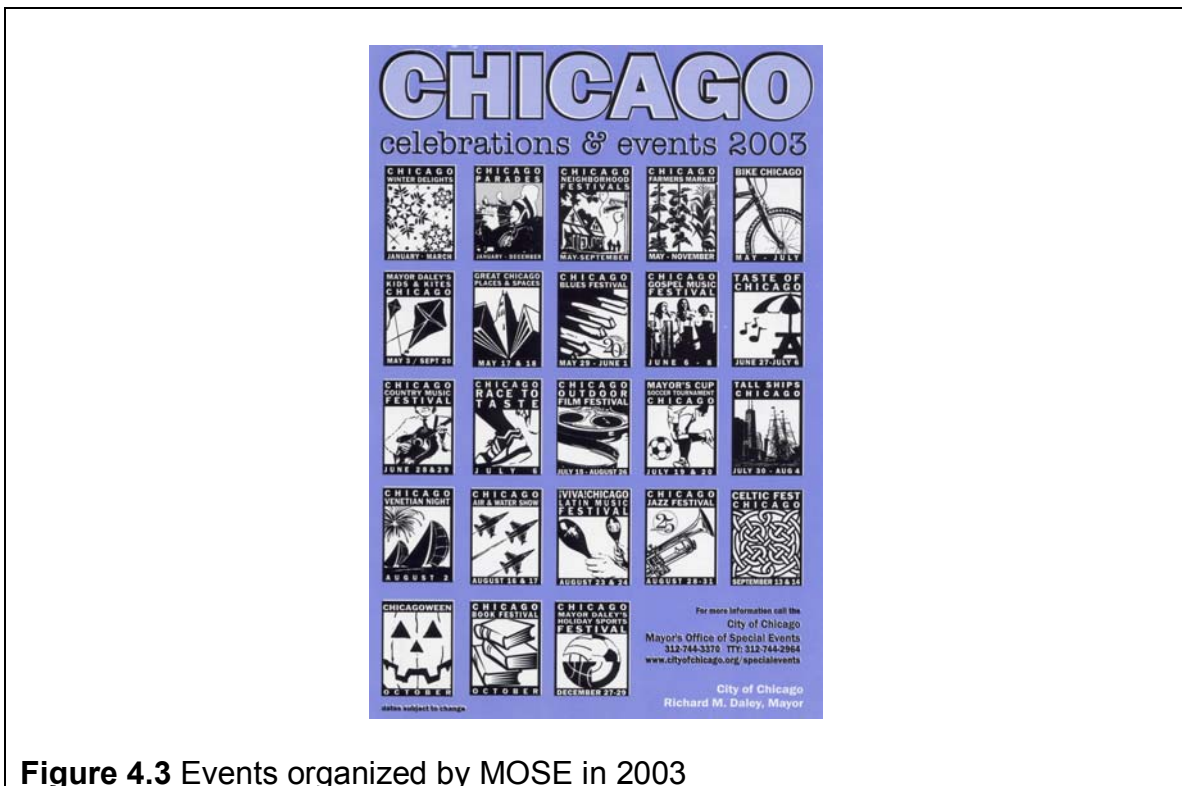 CHICAGO
celebrations & events 2003
CHICAGO
WINTER DELIGHTS
JANUARY - MARCH
CHICAGO
PARADES
JANUARY - DECEMBER
CHICAGO
NEIGHBORHOOD
FESTIVALS
MAY-SEPTEMBER
CHICAGO
FARMERS MARKET
MAY - NOVEMBER
BIKE CHICAGO
MAY - JULY
MAYOR DALEY'S
KIDS & KITES
CHICAGO
MAY 3 / SEPT 20
GREAT CHICAGO
PLACES & SPACES
MAY 17 & 18
CHICAGO
BLUES FESTIVAL
20
MAY 29 - JUNE 1
CHICAGO
GOSPEL MUSIC
FESTIVAL
JUNE 6 - 8
TASTE OF
CHICAGO
JUNE 27-JULY 6
CHICAGO
COUNTRY MUSIC
FESTIVAL
JUNE 28 & 29
CHICAGO
RACE TO
TASTE
JULY 6
CHICAGO
OUTDOOR
FILM FESTIVAL
JULY 15 - AUGUST 26
MAYOR'S CUP
SOCCER TOURNAMENT
CHICAGO
JULY 19 & 20
TALL SHIPS
CHICAGO
JULY 30 - AUG 4
CHICAGO
VENETIAN NIGHT
AUGUST 2
CHICAGO
AIR & WATER SHOW
AUGUST 16 & 17
¡VIVA!CHICAGO
LATIN MUSIC
FESTIVAL
AUGUST 23 & 24
CHICAGO
JAZZ FESTIVAL
25
AUGUST 28-31
CELTIC FEST
CHICAGO
SEPTEMBER 13 & 14
CHICAGOWEEN
OCTOBER
CHICAGO
BOOK FESTIVAL
OCTOBER
CHICAGO
MAYOR DALEY'S
HOLIDAY SPORTS
FESTIVAL
DECEMBER 27-29
For more information call the
City of Chicago
Mayor's Office of Special Events
312-744-3370 TTY: 312-744-2964
www.cityofchicago.org/specialevents
City of Chicago
Richard M. Daley, Mayor
dates subject to change
Figure 4.3 Events organized by MOSE in 2003